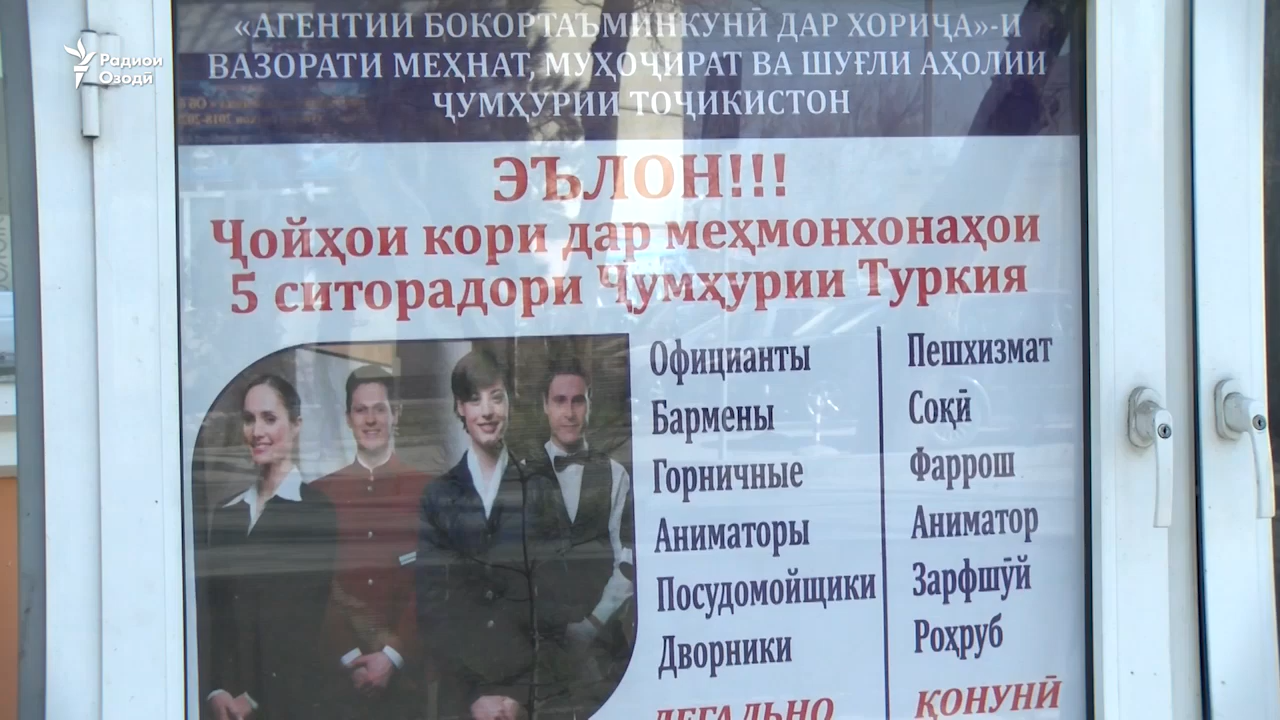 Радиои
Озодӣ
«АГЕНТИИ БОКОРТАЪМИНКУНӢ ДАР ХОРИҶА»-И
ВАЗОРАТИ МЕҲНАТ, МУҲОҶИРАТ ВА ШУҒЛИ АҲОЛИИ
ҶУМҲУРИИ ТОҶИКИСТОН
ЭЪЛОН!!!
Ҷойҳои кори дар меҳмонхонаҳои
5 ситорадори Ҷумҳурии Туркия
Официанты
Бармены
Горничные
Аниматоры
Посудомойщики
Дворники
ЛЕГАЛЬНО
Пешхизмат
Соқӣ
Фаррош
Аниматор
Зарфшӯй
Роҳруб
ҚОНУНӢ